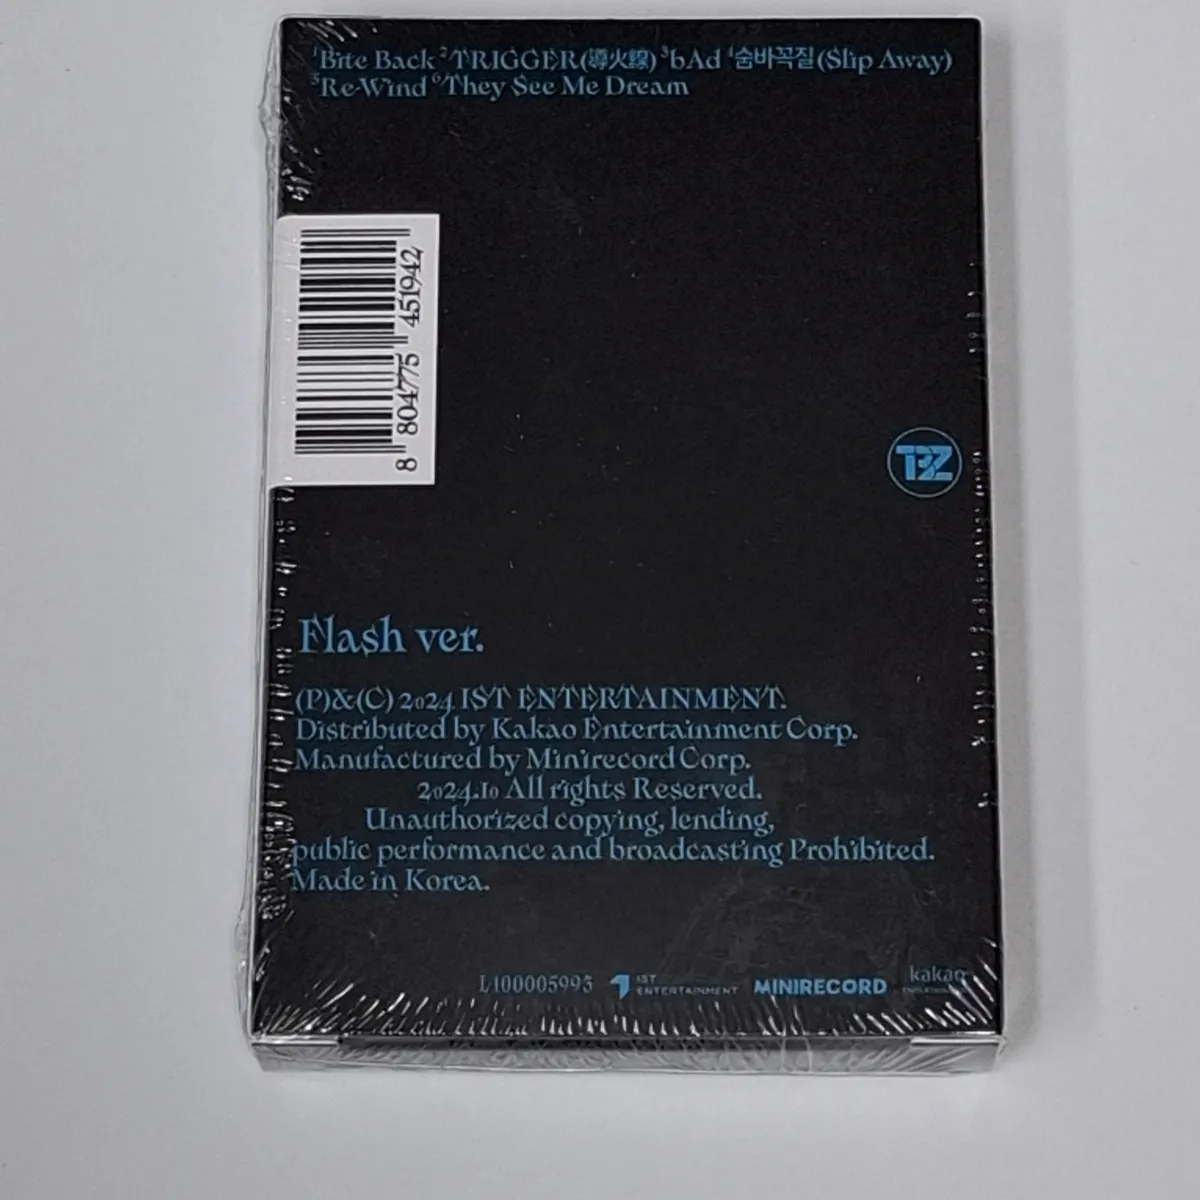 ¹Bite Back ²TRIGGER(導火線) ³bAd ⁴숨바꼭질(Slip Away)
⁵Re-Wind ⁶They See Me Dream
8 804775 451942
TBZ
Flash ver.
(P)&(C) 2024 IST ENTERTAINMENT.
Distributed by Kakao Entertainment Corp.
Manufactured by Minirecord Corp.
2024.10 All rights Reserved.
Unauthorized copying, lending,
public performance and broadcasting Prohibited.
Made in Korea.
L100005995
IST
ENTERTAINMENT
MINIRECORD
kakao